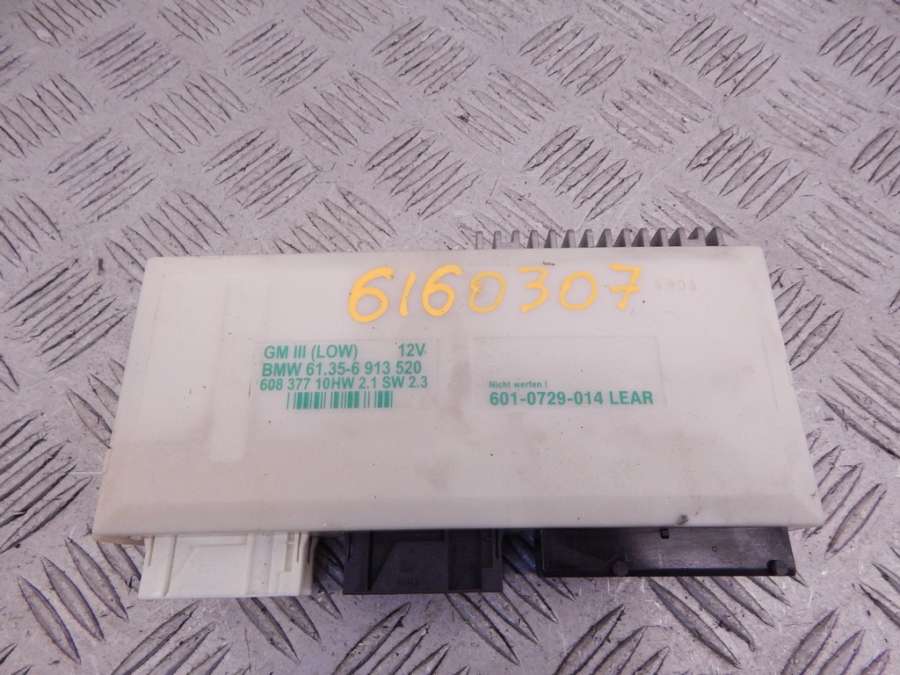 6160307
GM III (LOW) 12V
BMW 61.35-6 913 520
608 377 10HW 2.1 SW 2.3
Nicht werfen !
601-0729-014 LEAR